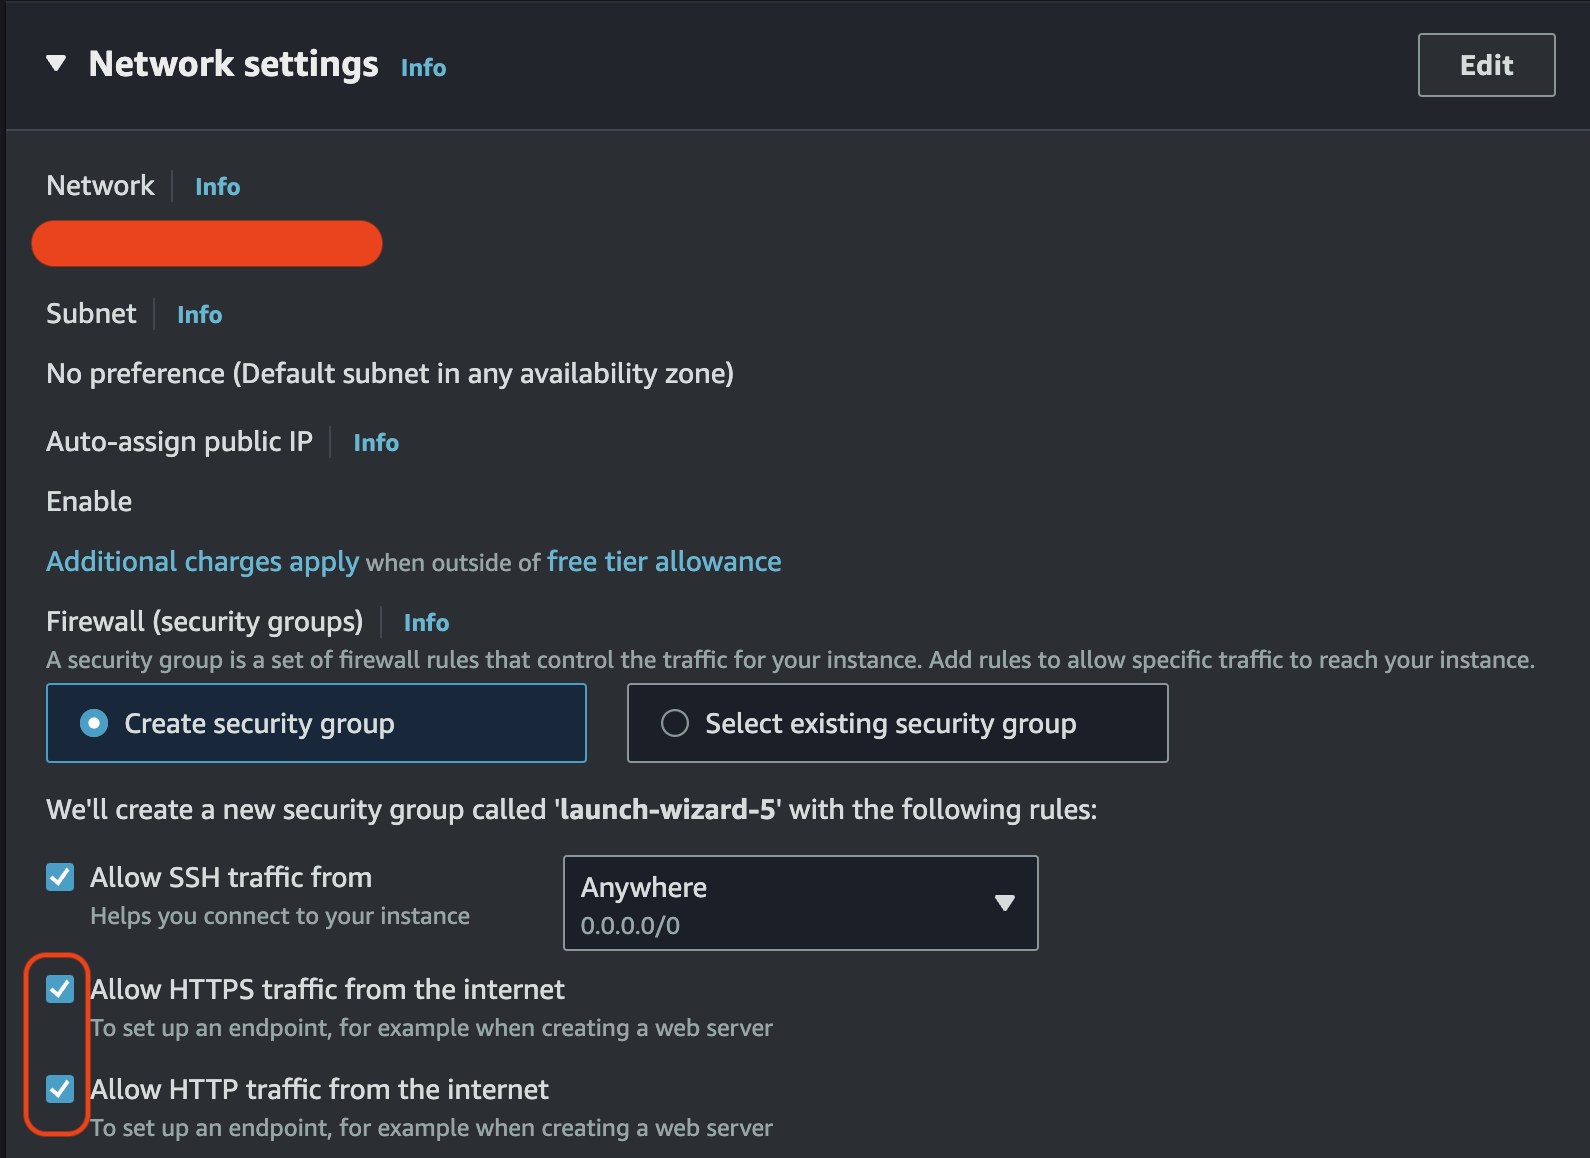 Network settings Info Edit
Network Info
Subnet Info
No preference (Default subnet in any availability zone)
Auto-assign public IP Info
Enable
Additional charges apply when outside of free tier allowance
Firewall (security groups) Info
A security group is a set of firewall rules that control the traffic for your instance. Add rules to allow specific traffic to reach your instance.
Create security group Select existing security group
We'll create a new security group called 'launch-wizard-5' with the following rules:
Allow SSH traffic from
Helps you connect to your instance
Anywhere
0.0.0.0/0
Allow HTTPS traffic from the internet
To set up an endpoint, for example when creating a web server
Allow HTTP traffic from the internet
To set up an endpoint, for example when creating a web server